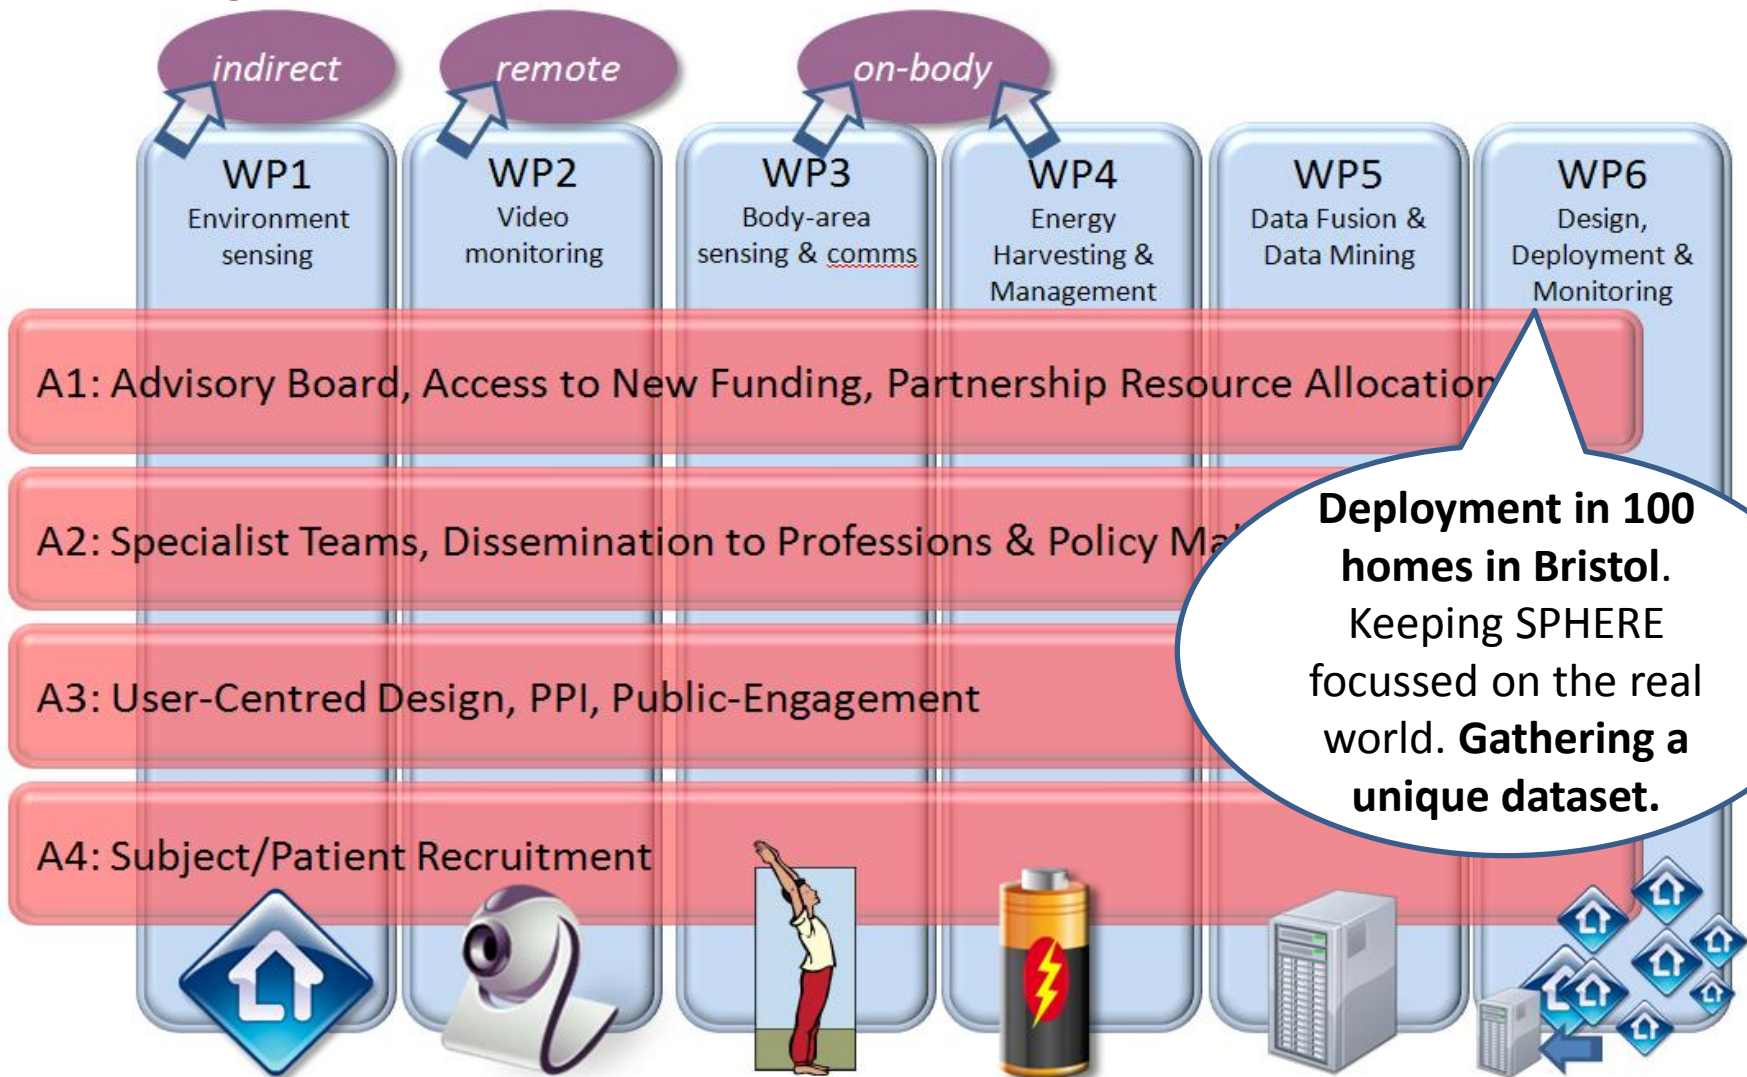 indirect
remote
on-body
WP1
Environment
sensing
WP2
Video
monitoring
WP3
Body-area
sensing & comms
WP4
Energy
Harvesting &
Management
WP5
Data Fusion &
Data Mining
WP6
Design,
Deployment &
Monitoring
A1: Advisory Board, Access to New Funding, Partnership Resource Allocation
A2: Specialist Teams, Dissemination to Professions & Policy
A3: User-Centred Design, PPI, Public-Engagement
A4: Subject/Patient Recruitment
Deployment in 100
homes in Bristol.
Keeping SPHERE
focussed on the real
world. Gathering a
unique dataset.